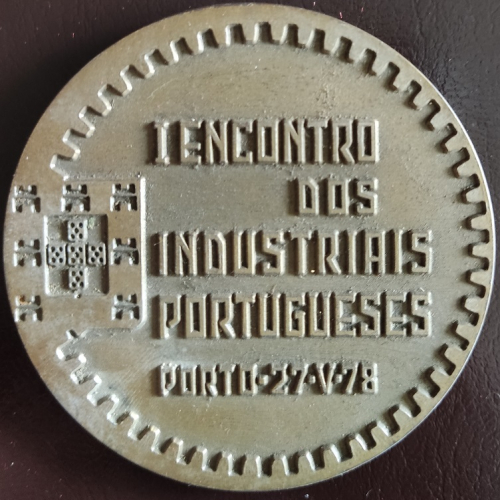 I ENCONTRO
DOS
INDUSTRIAIS
PORTUGUESES
PORTO·27·V·78